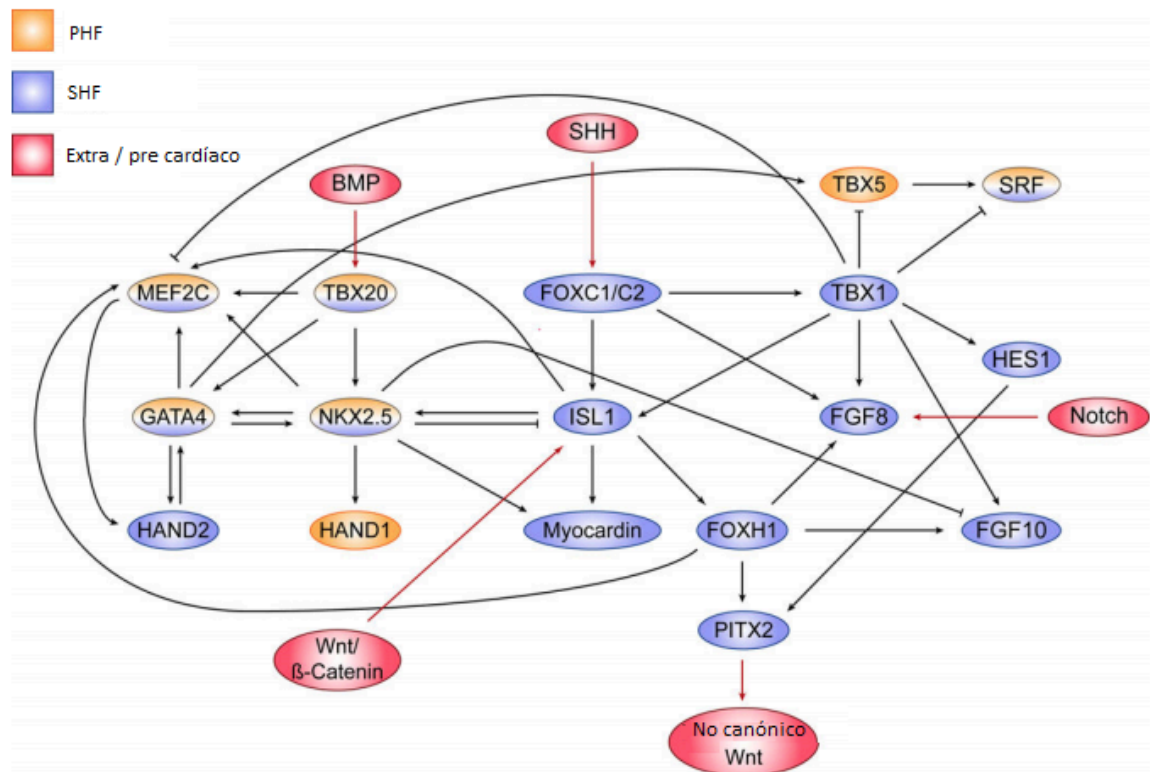 PHF
SHF
Extra / pre cardíaco
SHH
BMP
TBX5
SRF
MEF2C
TBX20
FOXC1/C2
TBX1
HES1
GATA4
NKX2.5
ISL1
FGF8
Notch
HAND2
HAND1
Myocardin
FOXH1
FGF10
PITX2
Wnt/
ß-Catenin
No canónico
Wnt